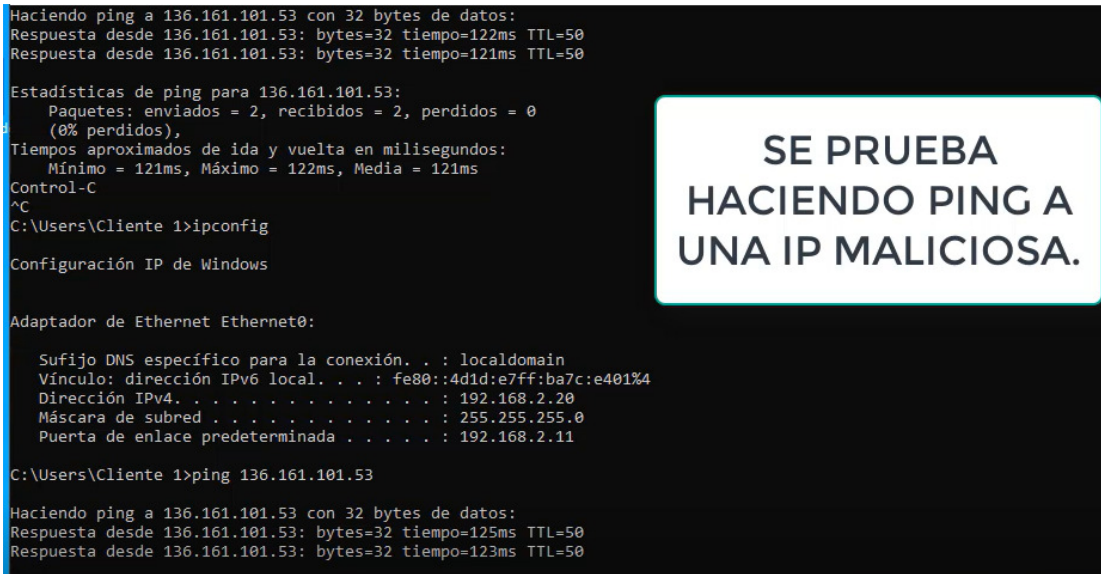 Haciendo ping a 136.161.101.53 con 32 bytes de datos:
Respuesta desde 136.161.101.53: bytes=32 tiempo=122ms TTL=50
Respuesta desde 136.161.101.53: bytes=32 tiempo=121ms TTL=50
Estadísticas de ping para 136.161.101.53:
Paquetes: enviados = 2, recibidos = 2, perdidos = 0
(0% perdidos),
Tiempos aproximados de ida y vuelta en milisegundos:
Mínimo = 121ms, Máximo = 122ms, Media = 121ms
Control-C
^C
C:\Users\Cliente 1>ipconfig
Configuración IP de Windows
Adaptador de Ethernet Ethernet0:
Sufijo DNS específico para la conexión. . : localdomain
Vínculo: dirección IPv6 local. . . : fe80::4d1d:e7ff:ba7c:e401%4
Dirección IPv4. . . . . . . . . . . . . . : 192.168.2.20
Máscara de subred . . . . . . . . . . . . : 255.255.255.0
Puerta de enlace predeterminada . . . . . : 192.168.2.11
C:\Users\Cliente 1>ping 136.161.101.53
Haciendo ping a 136.161.101.53 con 32 bytes de datos:
Respuesta desde 136.161.101.53: bytes=32 tiempo=125ms TTL=50
Respuesta desde 136.161.101.53: bytes=32 tiempo=123ms TTL=50
SE PRUEBA
HACIENDO PING A
UNA IP MALICIOSA.